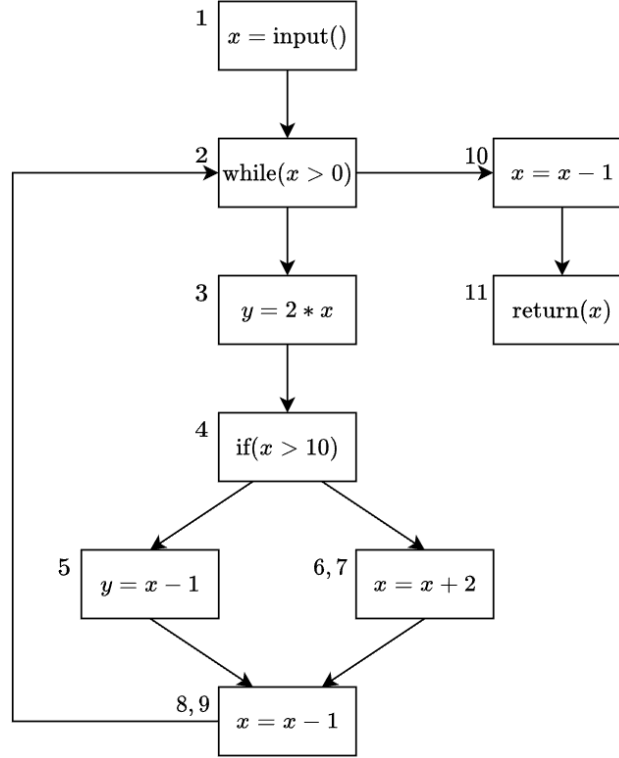 1
x = input()
2
while(x > 0)
10
x = x − 1
3
y = 2 ∗ x
11
return(x)
4
if(x > 10)
5
y = x − 1
6, 7
x = x + 2
8, 9
x = x − 1